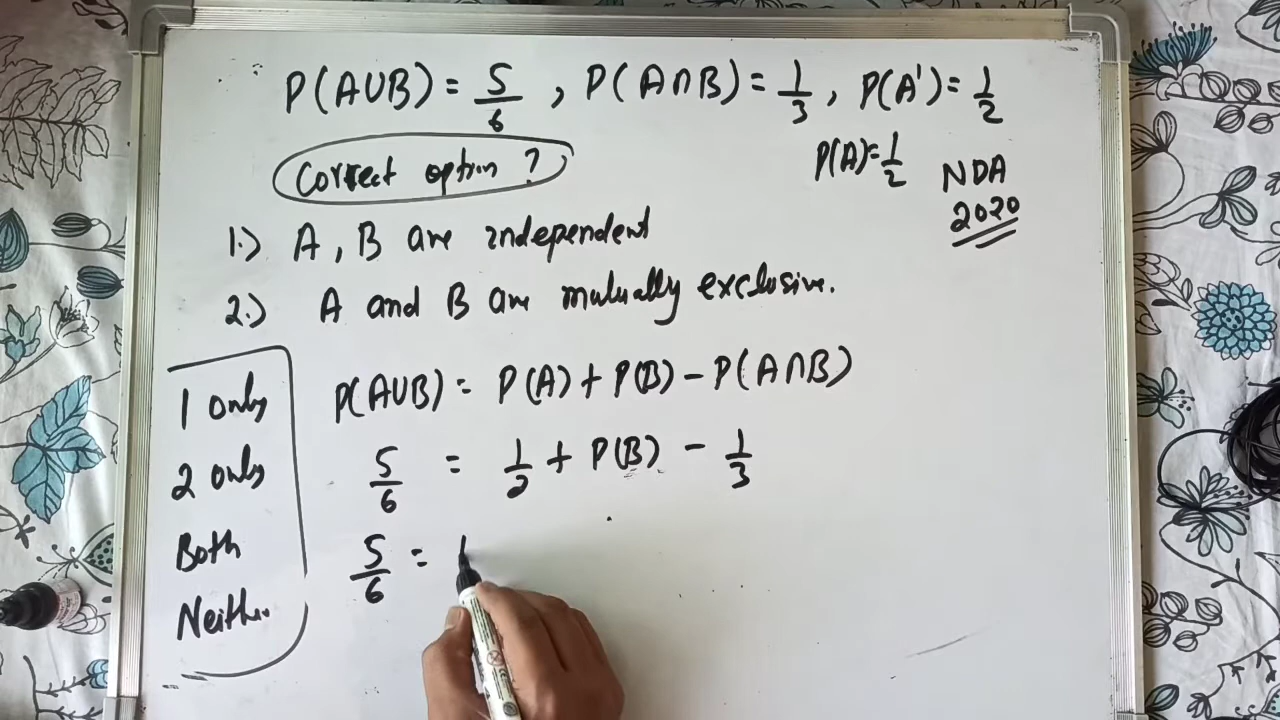 P(A∪B) = 5/6 , P(A∩B) = 1/3 , P(A') = 1/2
P(A) = 1/2
Correct option ?
NDA
2020
1.) A , B are independent
2.) A and B are mutually exclusive.
P(A∪B) = P(A) + P(B) - P(A∩B)
1 only
5/6 = 1/2 + P(B) - 1/3
2 only
5/6 = 1
Both
Neither